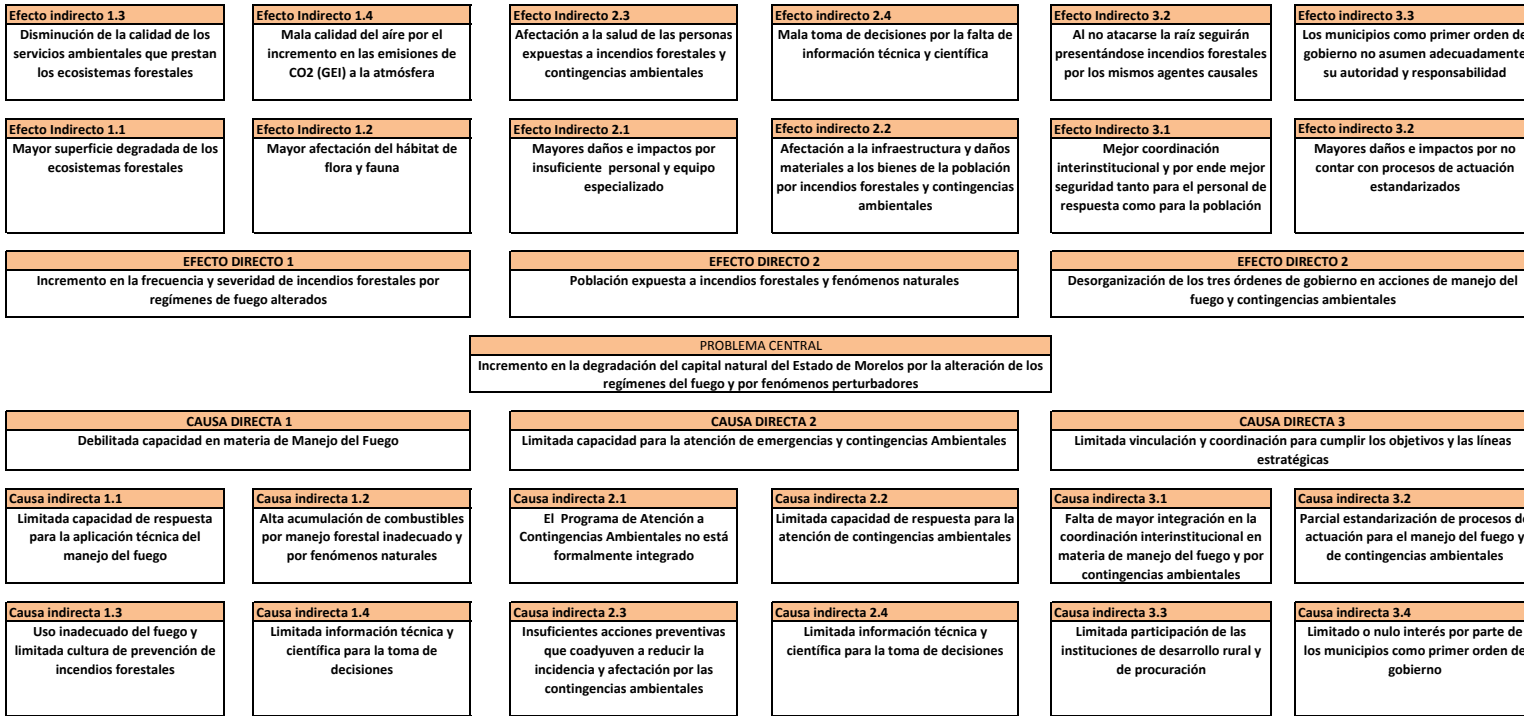 Efecto Indirecto 1.3
Disminución de la calidad de los
servicios ambientales que prestan
los ecosistemas forestales
Efecto Indirecto 1.4
Mala calidad del aíre por el
incremento en las emisiones de
CO2 (GEI) a la atmósfera
Efecto Indirecto 2.3
Afectación a la salud de las personas
expuestas a incendios forestales y
contingencias ambientales
Efecto indirecto 2.4
Mala toma de decisiones por la falta de
información técnica y científica
Efecto Indirecto 3.2
Al no atacarse la raíz seguirán
presentándose incendios forestales
por los mismos agentes causales
Efecto indirecto 3.3
Los municipios como primer orden de
gobierno no asumen adecuadamente
su autoridad y responsabilidad
Efecto Indirecto 1.1
Mayor superficie degradada de los
ecosistemas forestales
Efecto Indirecto 1.2
Mayor afectación del hábitat de
flora y fauna
Efecto Indirecto 2.1
Mayores daños e impactos por
insuficiente personal y equipo
especializado
Efecto indirecto 2.2
Afectación a la infraestructura y daños
materiales a los bienes de la población
por incendios forestales y contingencias
ambientales
Efecto Indirecto 3.1
Mejor coordinación
interinstitucional y por ende mejor
seguridad tanto para el personal de
respuesta como para la población
Efecto indirecto 3.2
Mayores daños e impactos por no
contar con procesos de actuación
estandarizados
EFECTO DIRECTO 1
Incremento en la frecuencia y severidad de incendios forestales por
regímenes de fuego alterados
EFECTO DIRECTO 2
Población expuesta a incendios forestales y fenómenos naturales
EFECTO DIRECTO 2
Desorganización de los tres órdenes de gobierno en acciones de manejo del
fuego y contingencias ambientales
PROBLEMA CENTRAL
Incremento en la degradación del capital natural del Estado de Morelos por la alteración de los
regímenes del fuego y por fenómenos perturbadores
CAUSA DIRECTA 1
Debilitada capacidad en materia de Manejo del Fuego
CAUSA DIRECTA 2
Limitada capacidad para la atención de emergencias y contingencias Ambientales
CAUSA DIRECTA 3
Limitada vinculación y coordinación para cumplir los objetivos y las líneas
estratégicas
Causa indirecta 1.1
Limitada capacidad de respuesta
para la aplicación técnica del
manejo del fuego
Causa indirecta 1.2
Alta acumulación de combustibles
por manejo forestal inadecuado y
por fenómenos naturales
Causa indirecta 2.1
El Programa de Atención a
Contingencias Ambientales no está
formalmente integrado
Causa indirecta 2.2
Limitada capacidad de respuesta para la
atención de contingencias ambientales
Causa indirecta 3.1
Falta de mayor integración en la
coordinación interinstitucional en
materia de manejo del fuego y por
contingencias ambientales
Causa indirecta 3.2
Parcial estandarización de procesos de
actuación para el manejo del fuego y
de contingencias ambientales
Causa indirecta 1.3
Uso inadecuado del fuego y
limitada cultura de prevención de
incendios forestales
Causa indirecta 1.4
Limitada información técnica y
científica para la toma de
decisiones
Causa indirecta 2.3
Insuficientes acciones preventivas
que coadyuven a reducir la
incidencia y afectación por las
contingencias ambientales
Causa indirecta 2.4
Limitada información técnica y
científica para la toma de decisiones
Causa indirecta 3.3
Limitada participación de las
instituciones de desarrollo rural y
de procuración
Causa indirecta 3.4
Limitado o nulo interés por parte de
los municipios como primer orden de
gobierno